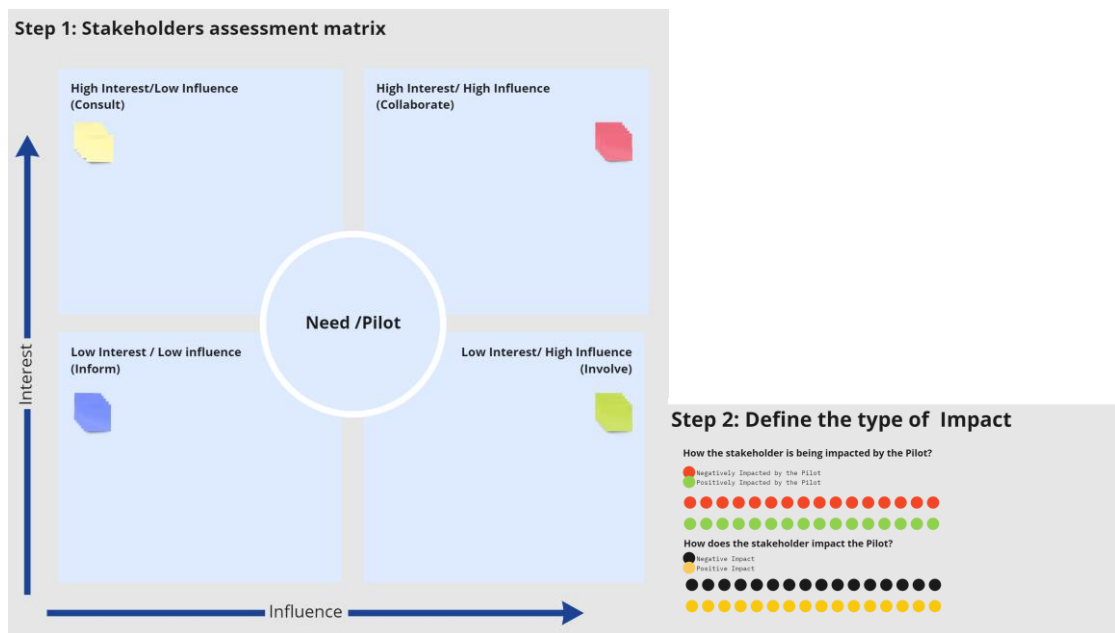 Step 1: Stakeholders assessment matrix
High Interest/Low Influence
(Consult)
High Interest/ High Influence
(Collaborate)
Need /Pilot
Low Interest / Low influence
(Inform)
Low Interest/ High Influence
(Involve)
Interest
Influence
Step 2: Define the type of Impact
How the stakeholder is being impacted by the Pilot?
Negatively Impacted by the Pilot
Positively Impacted by the Pilot
How does the stakeholder impact the Pilot?
Negative Impact
Positive Impact